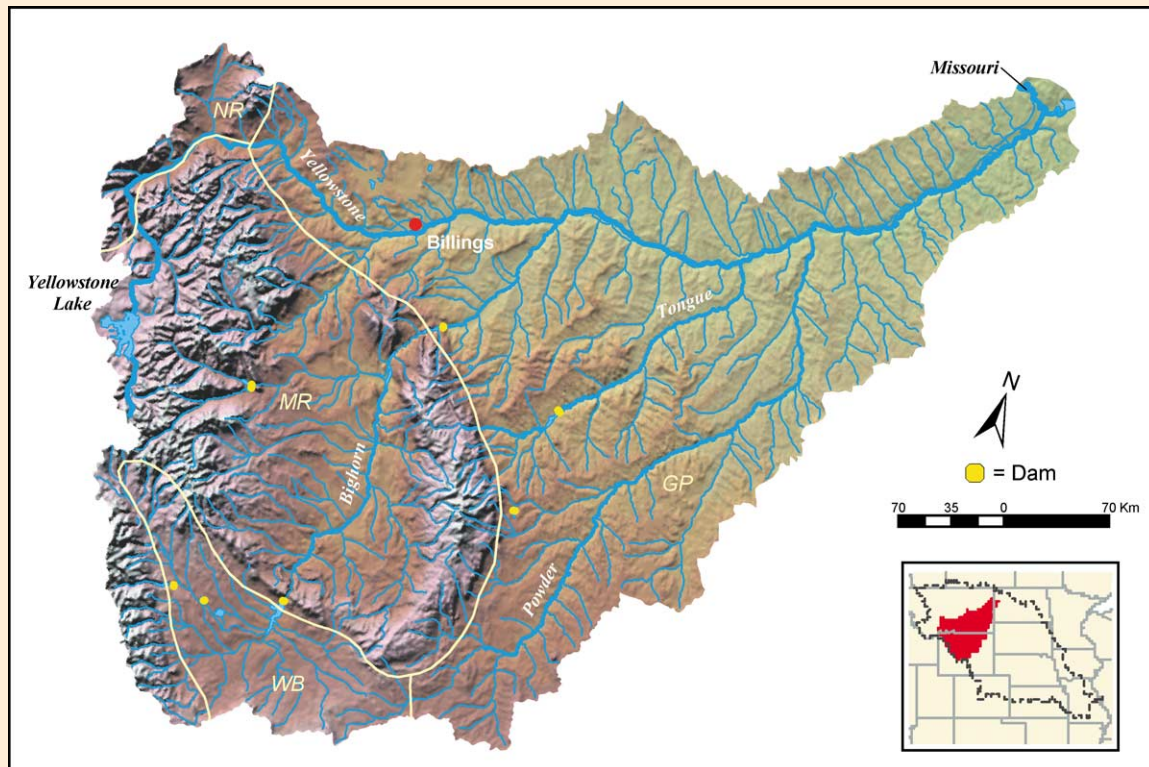 Missouri
NR
Yellowstone
Billings
Yellowstone
Lake
Tongue
N
MR
= Dam
Bighorn
GP
70 35 0 70 Km
Powder
WB